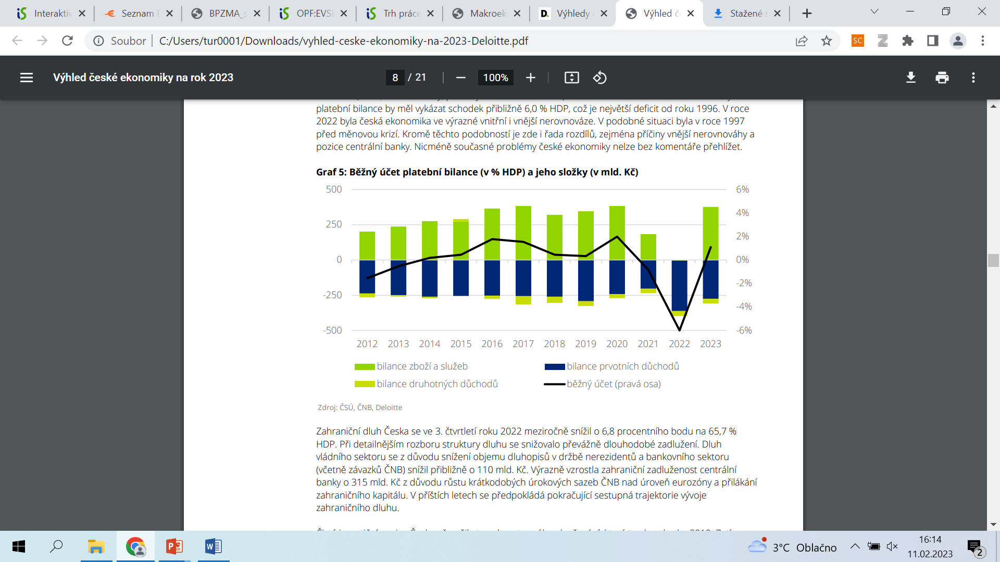 Interaktiv
Seznam
BPZMA_s
OPF:EVS
Trh práce
Makroek
D.
Výhledy
Výhled č
Stažené s
Soubor
C:/Users/tur0001/Downloads/vyhled-ceske-ekonomiky-na-2023-Deloitte.pdf
SC
Výhled české ekonomiky na rok 2023
8 / 21
100%
platební bilance by měl vykázat schodek přibližně 6,0 % HDP, což je největší deficit od roku 1996. V roce
2022 byla česká ekonomika ve výrazné vnitřní i vnější nerovnováze. V podobné situaci byla v roce 1997
před měnovou krizí. Kromě těchto podobností je zde i řada rozdílů, zejména příčiny vnější nerovnováhy a
pozice centrální banky. Nicméně současné problémy české ekonomiky nelze bez komentáře přehlížet.
Graf 5: Běžný účet platební bilance (v % HDP) a jeho složky (v mld. Kč)
500
250
0
-250
-500
6%
4%
2%
0%
-2%
-4%
-6%
2012 2013 2014 2015 2016 2017 2018 2019 2020 2021 2022 2023
bilance zboží a služeb
bilance prvotních důchodů
bilance druhotných důchodů
běžný účet (pravá osa)
Zdroj: ČSÚ, ČNB, Deloitte
Zahraniční dluh Česka se ve 3. čtvrtletí roku 2022 meziročně snížil o 6,8 procentního bodu na 65,7 %
HDP. Při detailnějším rozboru struktury dluhu se snižovalo převážně dlouhodobé zadlužení. Dluh
vládního sektoru se z důvodu snížení objemu dluhopisů v držbě nerezidentů a bankovního sektoru
(včetně závazků ČNB) snížil přibližně o 110 mld. Kč. Výrazně vzrostla zahraniční zadluženost centrální
banky o 315 mld. Kč z důvodu růstu krátkodobých úrokových sazeb ČNB nad úroveň eurozóny a přilákání
zahraničního kapitálu. V příštích letech se předpokládá pokračující sestupná trajektorie vývoje
zahraničního dluhu.
3°C Oblačno
16:14
11.02.2023
2